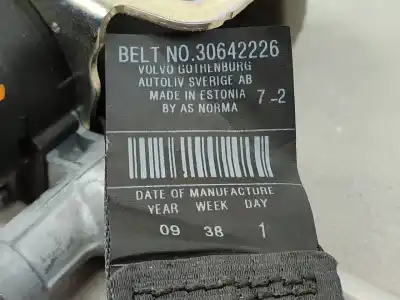 BELT NO.30642226
VOLVO GOTHENBURG
AUTOLIV SVERIGE AB
MADE IN ESTONIA 7-2
BY AS NORMA
DATE OF MANUFACTURE
YEAR WEEK DAY
09 38 1